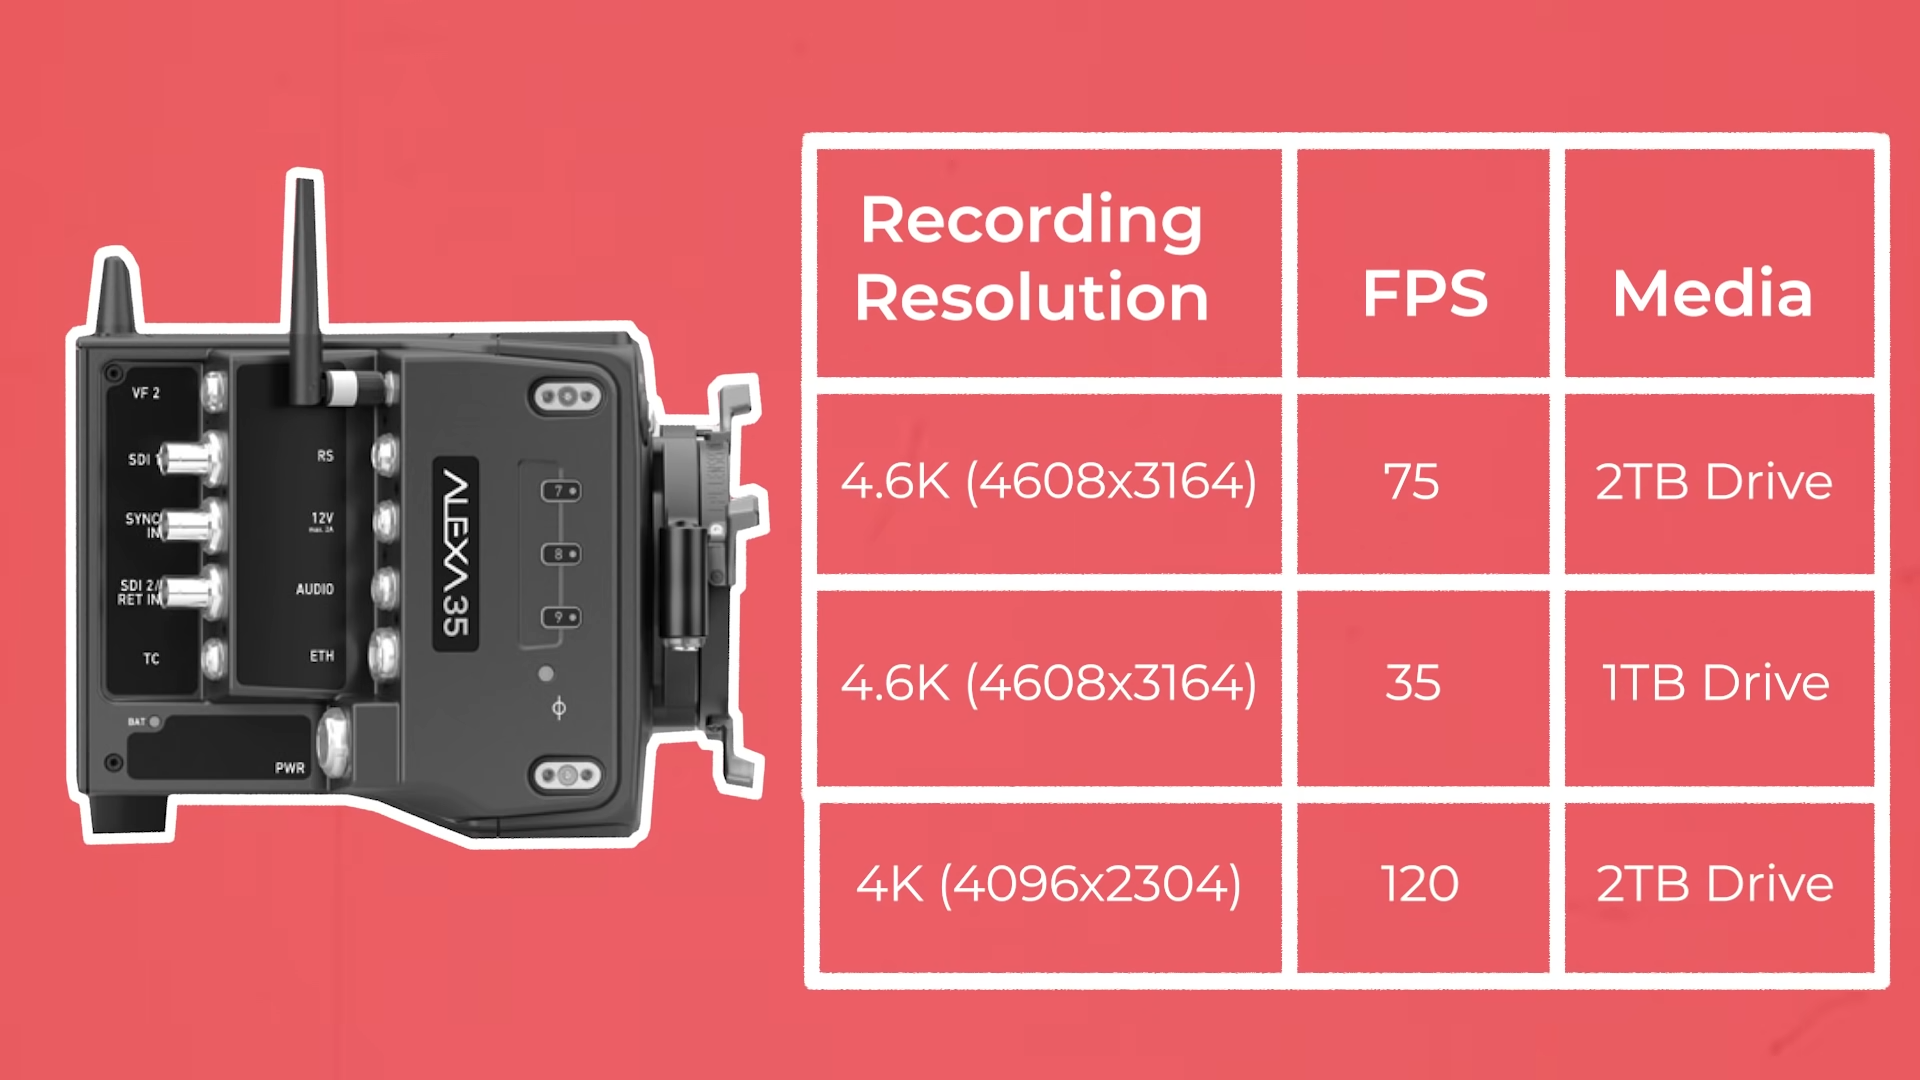 VF 2
SDI 1
SYNC
IN
SDI 2/
RET IN
TC
BAT
PWR
RS
12V
max. 2A
AUDIO
ETH
ALEXA 35
7
8
9
Recording
Resolution
FPS
Media
4.6K (4608x3164)
75
2TB Drive
4.6K (4608x3164)
35
1TB Drive
4K (4096x2304)
120
2TB Drive